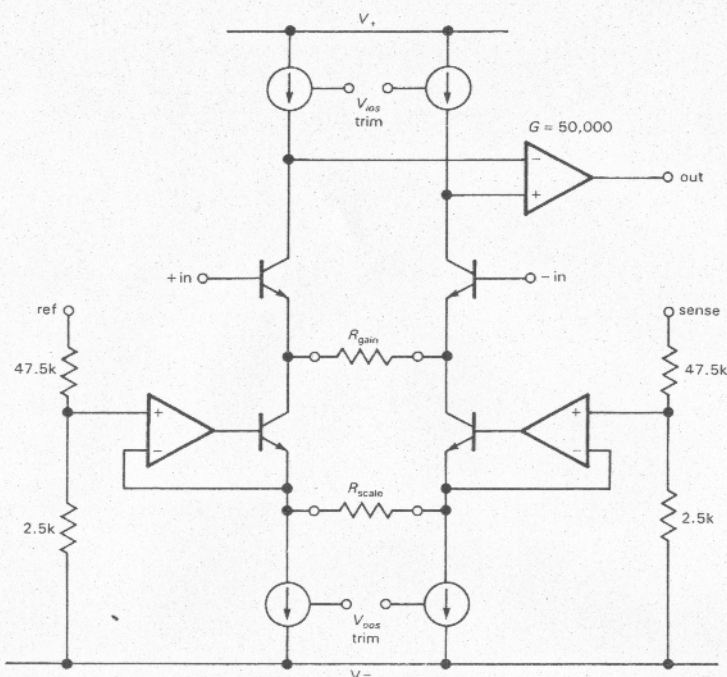 V+
Vios
trim
G = 50,000
−
+
out
+in
−in
ref
sense
Rgain
47.5k
47.5k
+
−
+
−
Rscale
2.5k
2.5k
Voos
trim
V−